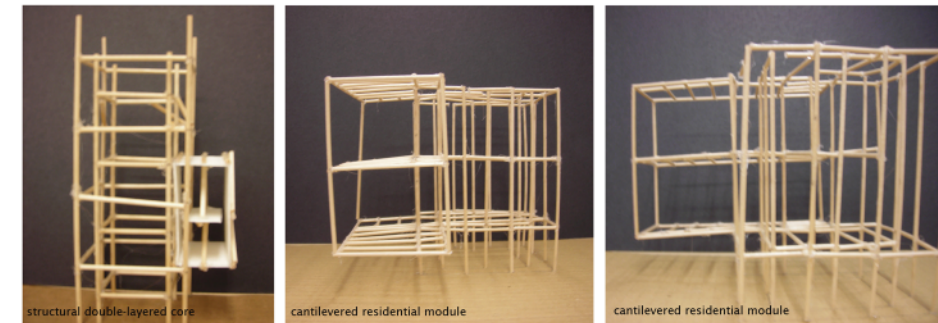 structural double-layered core
cantilevered residential module
cantilevered residential module